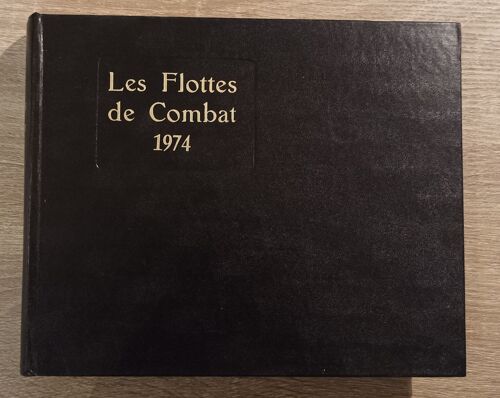 Les Flottes
de Combat
1974